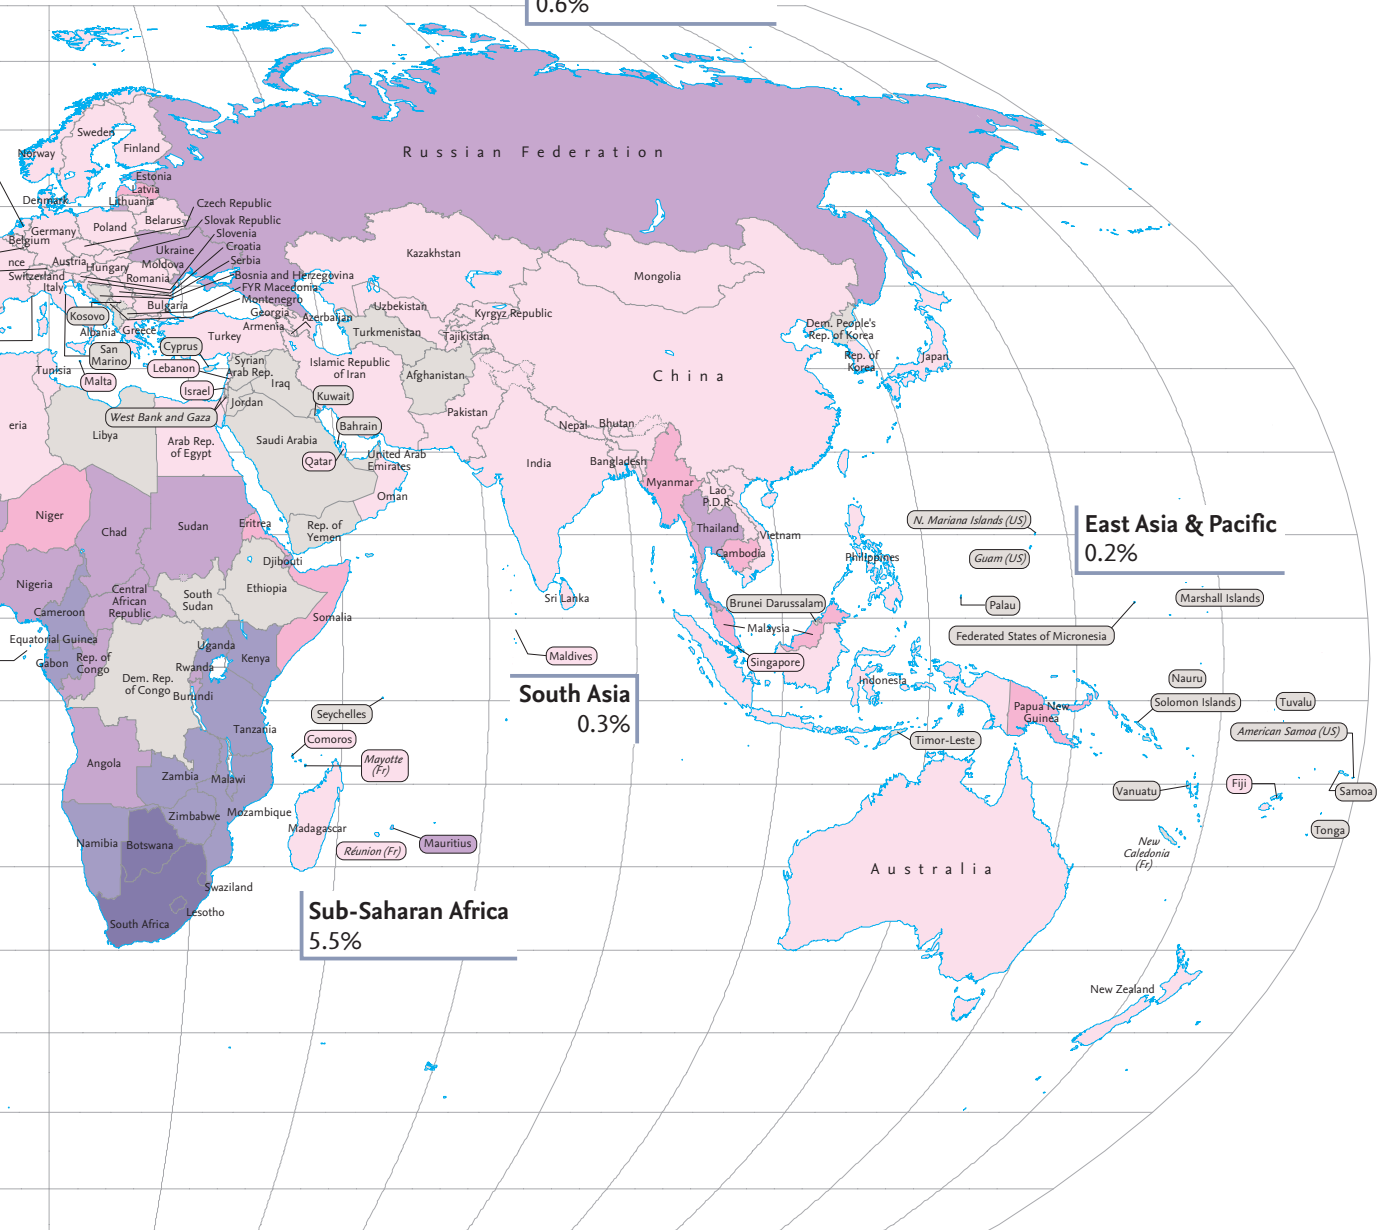 0.6%
Sweden
Norway
Finland
Russian Federation
Estonia
Latvia
Denmark
Lithuania
Czech Republic
Slovak Republic
Belarus
Poland
Germany
Slovenia
Belgium
Croatia
Ukraine
Serbia
Austria
Hungary
Moldova
nce
Switzerland
Romania
Bosnia and Herzegovina
Italy
FYR Macedonia
Montenegro
Bulgaria
Kazakhstan
Mongolia
Kosovo
Georgia
Azerbaijan
Uzbekistan
Kyrgyz Republic
Armenia
Albania
Greece
Turkey
Turkmenistan
Tajikistan
Dem. People's
Rep. of Korea
Rep. of
Korea
Japan
Cyprus
San
Marino
Syrian
Arab Rep.
Islamic Republic
of Iran
Afghanistan
China
Tunisia
Lebanon
Malta
Israel
Iraq
Kuwait
Jordan
West Bank and Gaza
Pakistan
eria
Libya
Arab Rep.
of Egypt
Saudi Arabia
Bahrain
Nepal
Bhutan
Qatar
United Arab
Emirates
India
Bangladesh
Myanmar
Lao
P.D.R.
Oman
Niger
Chad
Sudan
Eritrea
Rep. of
Yemen
Thailand
Vietnam
Cambodia
Philippines
N. Mariana Islands (US)
Guam (US)
East Asia & Pacific
0.2%
Djibouti
Nigeria
Central
African
Republic
South
Sudan
Ethiopia
Sri Lanka
Brunei Darussalam
Palau
Marshall Islands
Cameroon
Somalia
Malaysia
Federated States of Micronesia
Equatorial Guinea
Uganda
Gabon
Rep. of
Congo
Kenya
Rwanda
Maldives
Singapore
Dem. Rep.
of Congo
Burundi
Indonesia
Nauru
South Asia
0.3%
Solomon Islands
Tuvalu
Papua New
Guinea
Seychelles
Tanzania
Comoros
Timor-Leste
American Samoa (US)
Angola
Mayotte
(Fr)
Zambia
Malawi
Vanuatu
Fiji
Samoa
Zimbabwe
Mozambique
Madagascar
Namibia
Botswana
Réunion (Fr)
Mauritius
Tonga
New
Caledonia
(Fr)
Australia
Swaziland
Lesotho
South Africa
Sub-Saharan Africa
5.5%
New Zealand